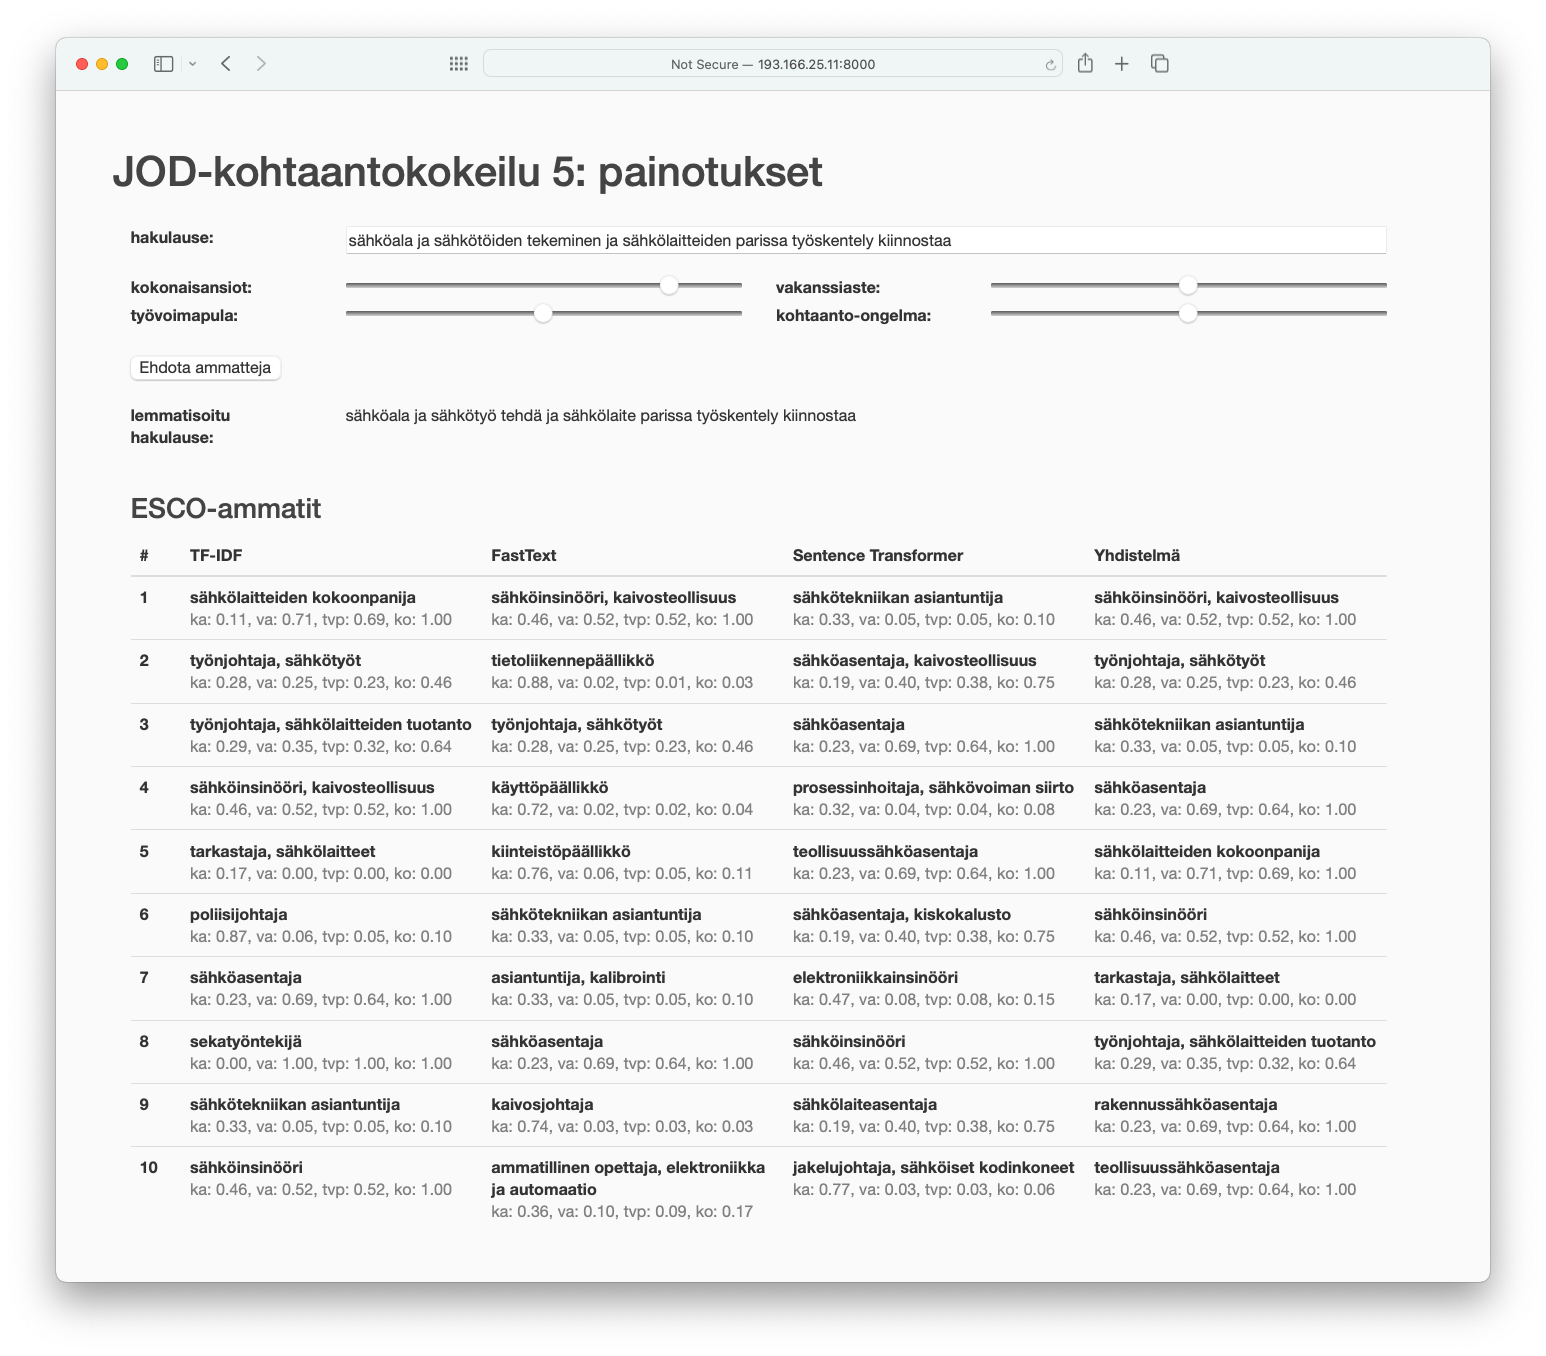 Not Secure — 193.166.25.11:8000
JOD-kohtaantokokeilu 5: painotukset
hakulause: sähköala ja sähkötöiden tekeminen ja sähkölaitteiden parissa työskentely kiinnostaa
kokonaisansiot: vakanssiaste:
työvoimapula: kohtaanto-ongelma:
Ehdota ammatteja
lemmatisoitu sähköala ja sähkötyö tehdä ja sähkölaite parissa työskentely kiinnostaa
hakulause:
ESCO-ammatit
# TF-IDF FastText Sentence Transformer Yhdistelmä
1 sähkölaitteiden kokoonpanija sähköinsinööri, kaivosteollisuus sähkötekniikan asiantuntija sähköinsinööri, kaivosteollisuus
ka: 0.11, va: 0.71, tvp: 0.69, ko: 1.00 ka: 0.46, va: 0.52, tvp: 0.52, ko: 1.00 ka: 0.33, va: 0.05, tvp: 0.05, ko: 0.10 ka: 0.46, va: 0.52, tvp: 0.52, ko: 1.00
2 työnjohtaja, sähkötyöt tietoliikennepäällikkö sähköasentaja, kaivosteollisuus työnjohtaja, sähkötyöt
ka: 0.28, va: 0.25, tvp: 0.23, ko: 0.46 ka: 0.88, va: 0.02, tvp: 0.01, ko: 0.03 ka: 0.19, va: 0.40, tvp: 0.38, ko: 0.75 ka: 0.28, va: 0.25, tvp: 0.23, ko: 0.46
3 työnjohtaja, sähkölaitteiden tuotanto työnjohtaja, sähkötyöt sähköasentaja sähkötekniikan asiantuntija
ka: 0.29, va: 0.35, tvp: 0.32, ko: 0.64 ka: 0.28, va: 0.25, tvp: 0.23, ko: 0.46 ka: 0.23, va: 0.69, tvp: 0.64, ko: 1.00 ka: 0.33, va: 0.05, tvp: 0.05, ko: 0.10
4 sähköinsinööri, kaivosteollisuus käyttöpäällikkö prosessinhoitaja, sähkövoiman siirto sähköasentaja
ka: 0.46, va: 0.52, tvp: 0.52, ko: 1.00 ka: 0.72, va: 0.02, tvp: 0.02, ko: 0.04 ka: 0.32, va: 0.04, tvp: 0.04, ko: 0.08 ka: 0.23, va: 0.69, tvp: 0.64, ko: 1.00
5 tarkastaja, sähkölaitteet kiinteistöpäällikkö teollisuussähköasentaja sähkölaitteiden kokoonpanija
ka: 0.17, va: 0.00, tvp: 0.00, ko: 0.00 ka: 0.76, va: 0.06, tvp: 0.05, ko: 0.11 ka: 0.23, va: 0.69, tvp: 0.64, ko: 1.00 ka: 0.11, va: 0.71, tvp: 0.69, ko: 1.00
6 poliisijohtaja sähkötekniikan asiantuntija sähköasentaja, kiskokalusto sähköinsinööri
ka: 0.87, va: 0.06, tvp: 0.05, ko: 0.10 ka: 0.33, va: 0.05, tvp: 0.05, ko: 0.10 ka: 0.19, va: 0.40, tvp: 0.38, ko: 0.75 ka: 0.46, va: 0.52, tvp: 0.52, ko: 1.00
7 sähköasentaja asiantuntija, kalibrointi elektroniikkainsinööri tarkastaja, sähkölaitteet
ka: 0.23, va: 0.69, tvp: 0.64, ko: 1.00 ka: 0.33, va: 0.05, tvp: 0.05, ko: 0.10 ka: 0.47, va: 0.08, tvp: 0.08, ko: 0.15 ka: 0.17, va: 0.00, tvp: 0.00, ko: 0.00
8 sekatyöntekijä sähköasentaja sähköinsinööri työnjohtaja, sähkölaitteiden tuotanto
ka: 0.00, va: 1.00, tvp: 1.00, ko: 1.00 ka: 0.23, va: 0.69, tvp: 0.64, ko: 1.00 ka: 0.46, va: 0.52, tvp: 0.52, ko: 1.00 ka: 0.29, va: 0.35, tvp: 0.32, ko: 0.64
9 sähkötekniikan asiantuntija kaivosjohtaja sähkölaiteasentaja rakennussähköasentaja
ka: 0.33, va: 0.05, tvp: 0.05, ko: 0.10 ka: 0.74, va: 0.03, tvp: 0.03, ko: 0.03 ka: 0.19, va: 0.40, tvp: 0.38, ko: 0.75 ka: 0.23, va: 0.69, tvp: 0.64, ko: 1.00
10 sähköinsinööri ammatillinen opettaja, elektroniikka jakelujohtaja, sähköiset kodinkoneet teollisuussähköasentaja
ka: 0.46, va: 0.52, tvp: 0.52, ko: 1.00 ja automaatio ka: 0.77, va: 0.03, tvp: 0.03, ko: 0.06 ka: 0.23, va: 0.69, tvp: 0.64, ko: 1.00
ka: 0.36, va: 0.10, tvp: 0.09, ko: 0.17